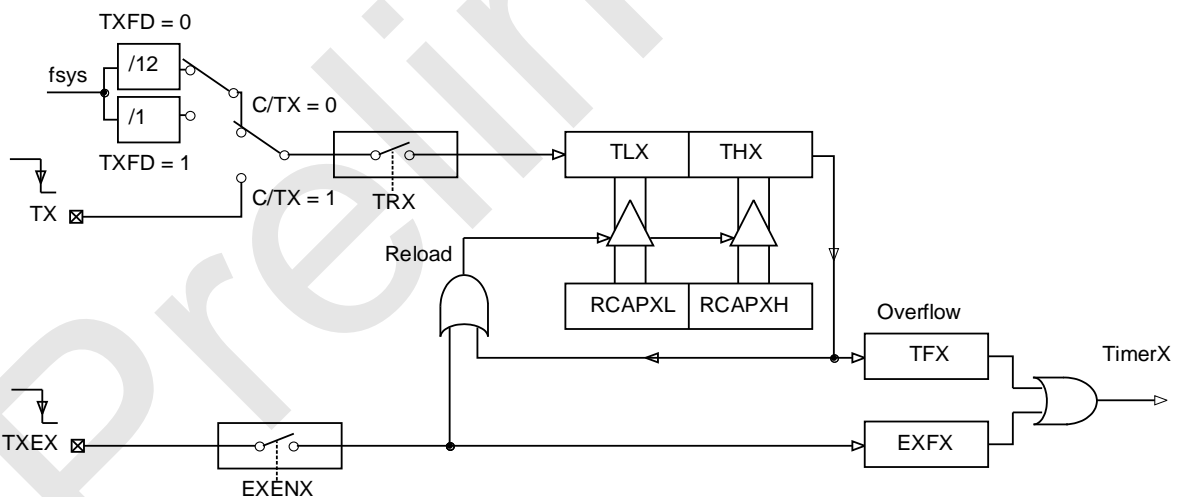 TXFD = 0
/12
fsys
C/TX = 0
/1
TXFD = 1
TLX
THX
TX
C/TX = 1
TRX
Reload
RCAPXL
RCAPXH
Overflow
TFX
TimerX
TXEX
EXFX
EXENX